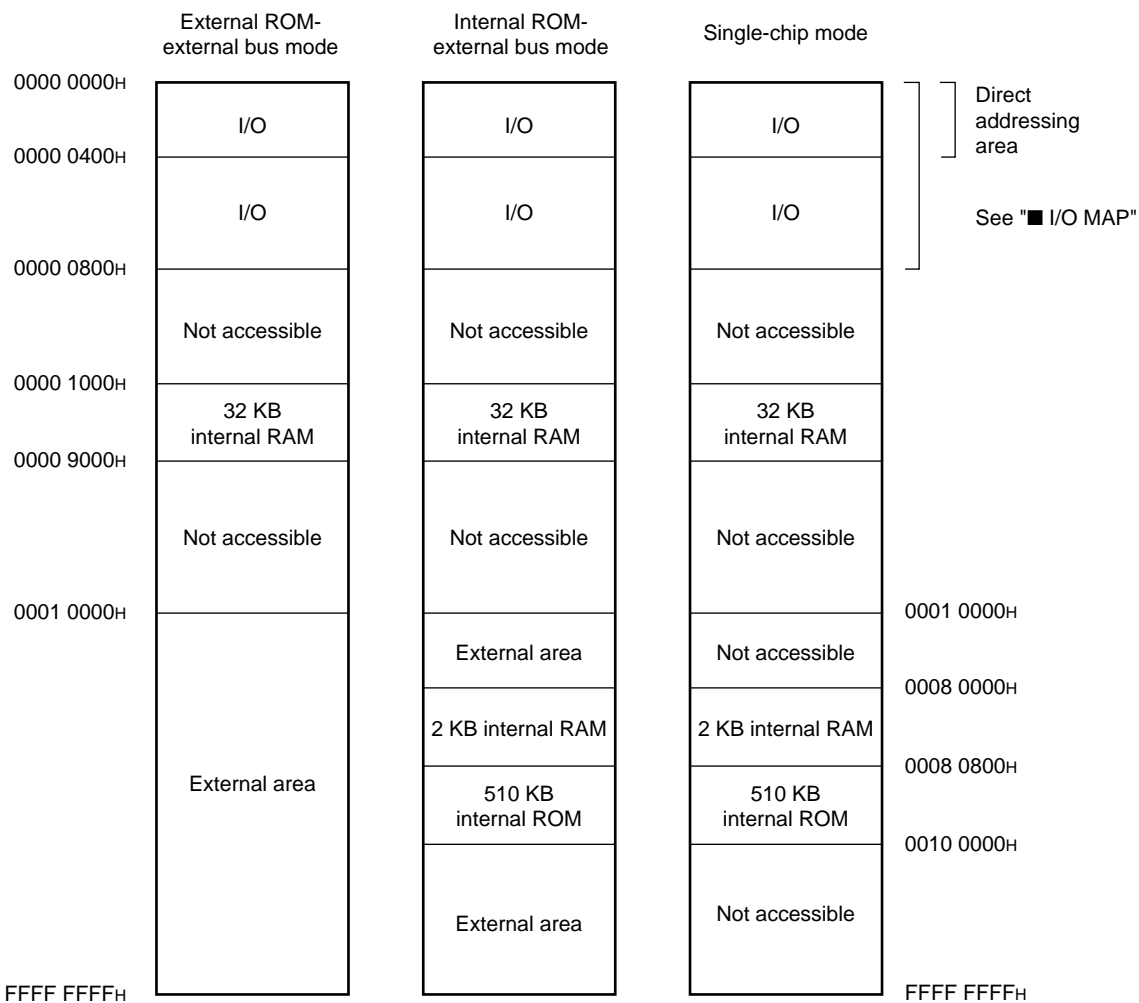 External ROM-
external bus mode
Internal ROM-
external bus mode
Single-chip mode
0000 0000H
I/O
I/O
I/O
Direct
addressing
area
0000 0400H
I/O
I/O
I/O
See "■ I/O MAP"
0000 0800H
Not accessible
Not accessible
Not accessible
0000 1000H
32 KB
internal RAM
32 KB
internal RAM
32 KB
internal RAM
0000 9000H
Not accessible
Not accessible
Not accessible
0001 0000H
0001 0000H
External area
External area
Not accessible
0008 0000H
2 KB internal RAM
2 KB internal RAM
0008 0800H
510 KB
internal ROM
510 KB
internal ROM
0010 0000H
External area
Not accessible
FFFF FFFFH
FFFF FFFFH